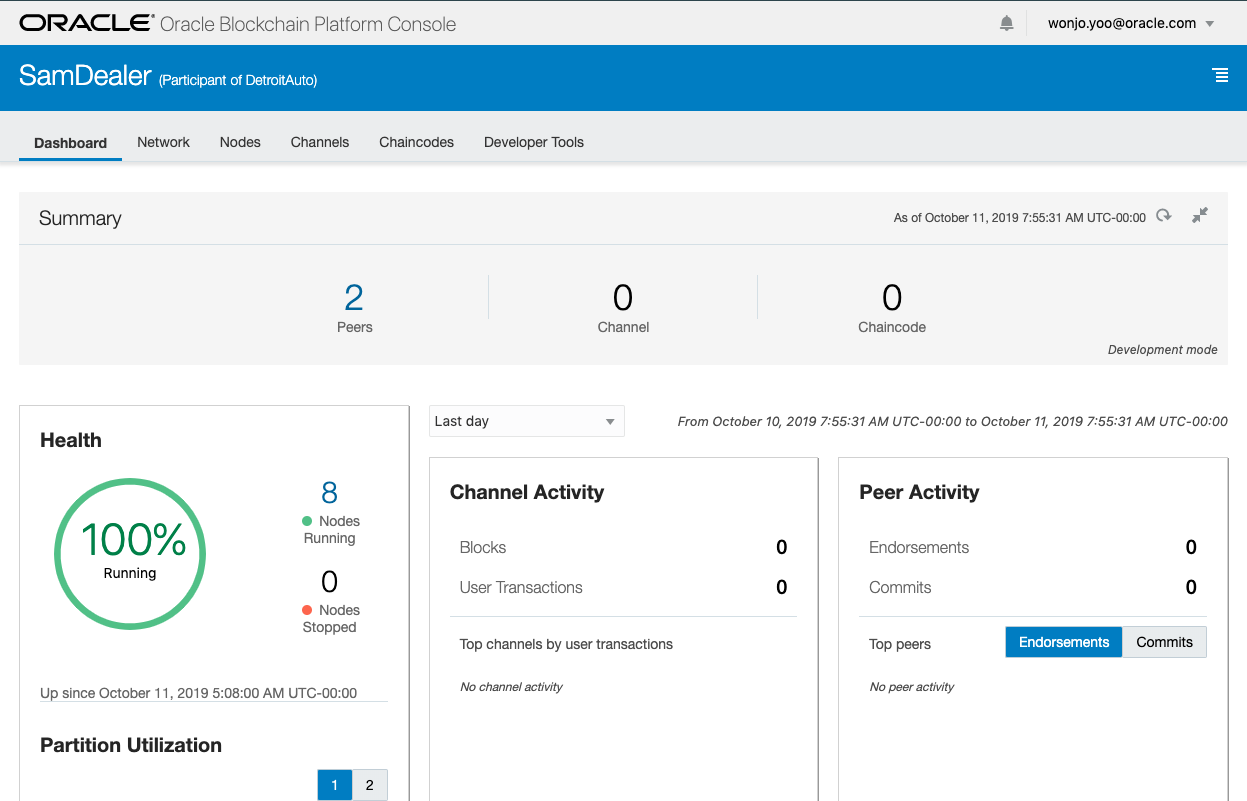 ORACLE® Oracle Blockchain Platform Console
wonjo.yoo@oracle.com
SamDealer (Participant of DetroitAuto)
Dashboard Network Nodes Channels Chaincodes Developer Tools
Summary
As of October 11, 2019 7:55:31 AM UTC-00:00
2
Peers
0
Channel
0
Chaincode
Development mode
Health
100%
Running
8
Nodes
Running
0
Nodes
Stopped
Up since October 11, 2019 5:08:00 AM UTC-00:00
Partition Utilization
1 2
Last day
From October 10, 2019 7:55:31 AM UTC-00:00 to October 11, 2019 7:55:31 AM UTC-00:00
Channel Activity
Blocks 0
User Transactions 0
Top channels by user transactions
No channel activity
Peer Activity
Endorsements 0
Commits 0
Top peers Endorsements Commits
No peer activity